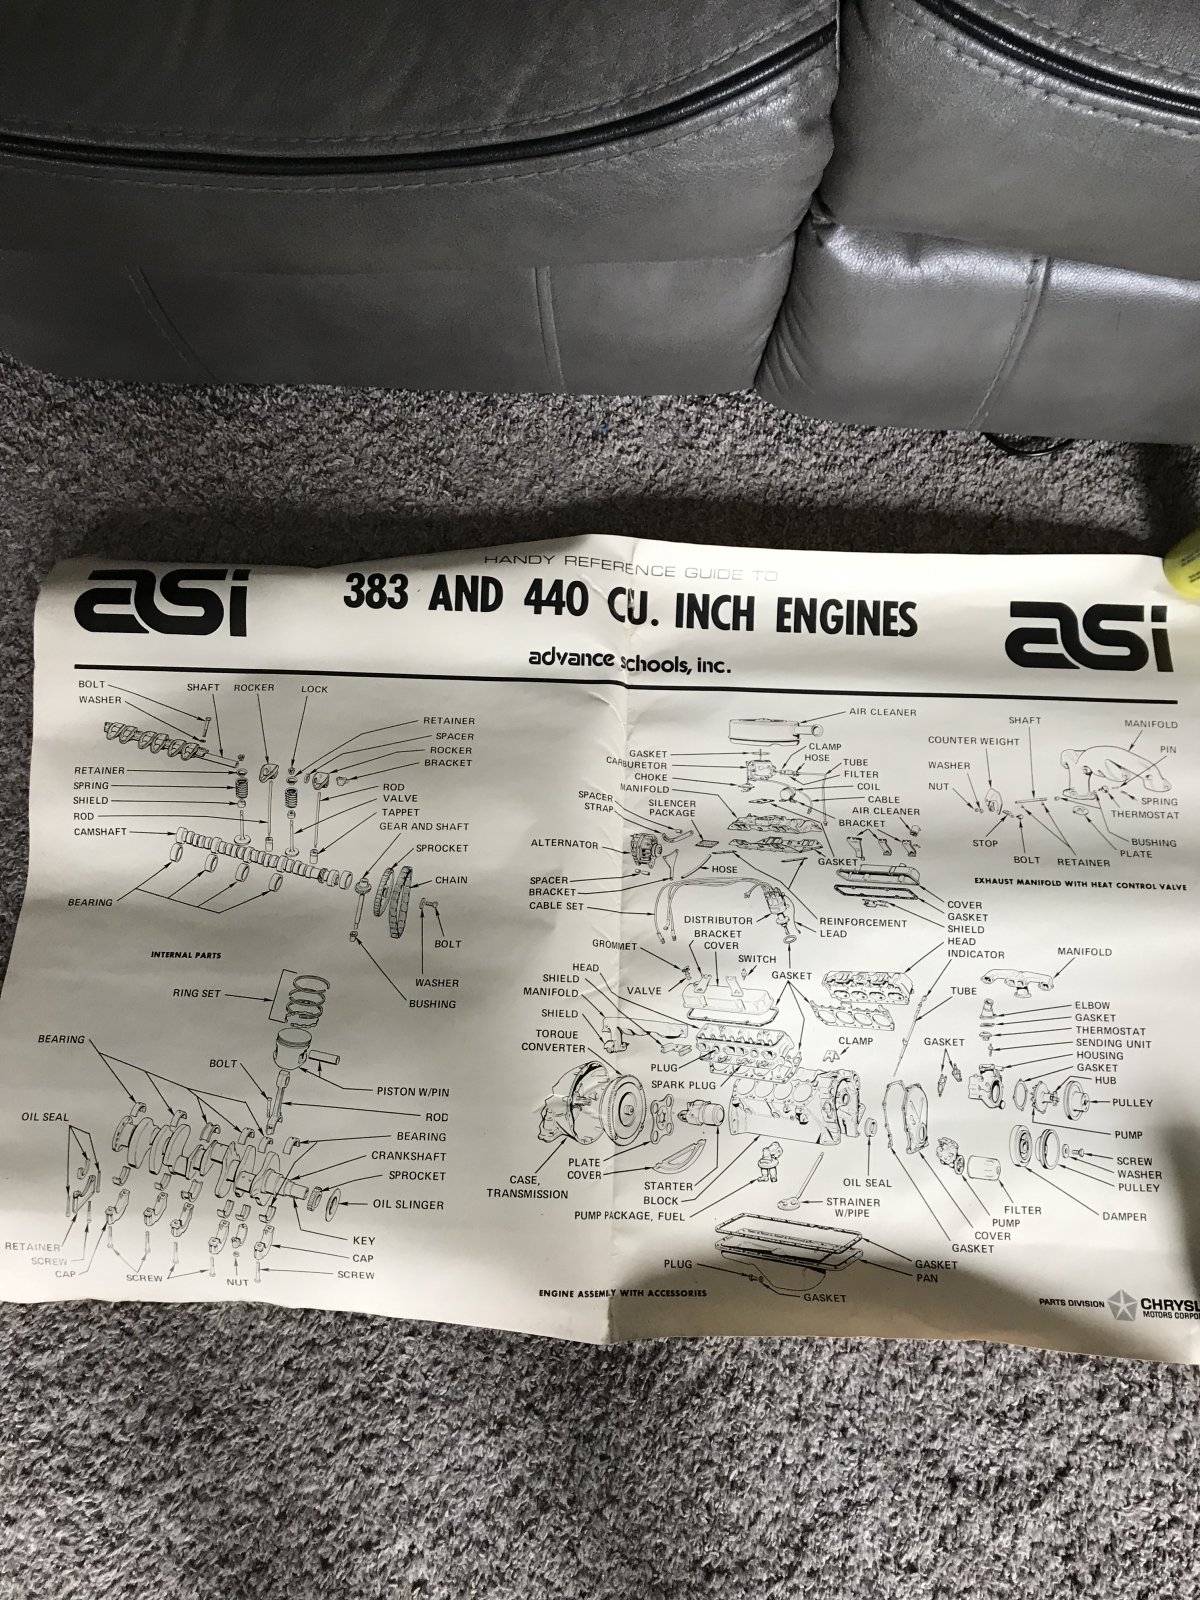 HANDY REFERENCE GUIDE TO
asi
383 AND 440 CU. INCH ENGINES
asi
advance schools, inc.
BOLT
WASHER
SHAFT
ROCKER
LOCK
RETAINER
SPACER
ROCKER
BRACKET
RETAINER
SPRING
SHIELD
ROD
CAMSHAFT
ROD
VALVE
TAPPET
GEAR AND SHAFT
SPROCKET
CHAIN
BEARING
BOLT
WASHER
BUSHING
INTERNAL PARTS
RING SET
BEARING
BOLT
PISTON W/PIN
ROD
OIL SEAL
BEARING
CRANKSHAFT
SPROCKET
OIL SLINGER
KEY
CAP
SCREW
RETAINER
SCREW
CAP
SCREW
NUT
AIR CLEANER
GASKET
CARBURETOR
CHOKE
MANIFOLD
CLAMP
HOSE
TUBE
FILTER
COIL
CABLE
AIR CLEANER
BRACKET
SPACER
STRAP
SILENCER
PACKAGE
ALTERNATOR
GASKET
HOSE
SPACER
BRACKET
CABLE SET
DISTRIBUTOR
BRACKET
COVER
REINFORCEMENT
LEAD
COVER
GASKET
SHIELD
HEAD
INDICATOR
GROMMET
SWITCH
GASKET
HEAD
SHIELD
MANIFOLD
VALVE
SHIELD
TORQUE
CONVERTER
TUBE
CLAMP
GASKET
PLUG
SPARK PLUG
PLATE
COVER
CASE,
TRANSMISSION
STARTER
BLOCK
PUMP PACKAGE, FUEL
OIL SEAL
STRAINER
W/PIPE
FILTER
PUMP
COVER
GASKET
GASKET
PAN
PLUG
GASKET
ENGINE ASSEMBLY WITH ACCESSORIES
SHAFT
MANIFOLD
COUNTER WEIGHT
PIN
WASHER
NUT
SPRING
THERMOSTAT
STOP
BOLT
RETAINER
BUSHING
PLATE
EXHAUST MANIFOLD WITH HEAT CONTROL VALVE
MANIFOLD
ELBOW
GASKET
THERMOSTAT
SENDING UNIT
HOUSING
GASKET
HUB
PULLEY
PUMP
SCREW
WASHER
PULLEY
DAMPER
PARTS DIVISION
CHRYSL
MOTORS CORPO